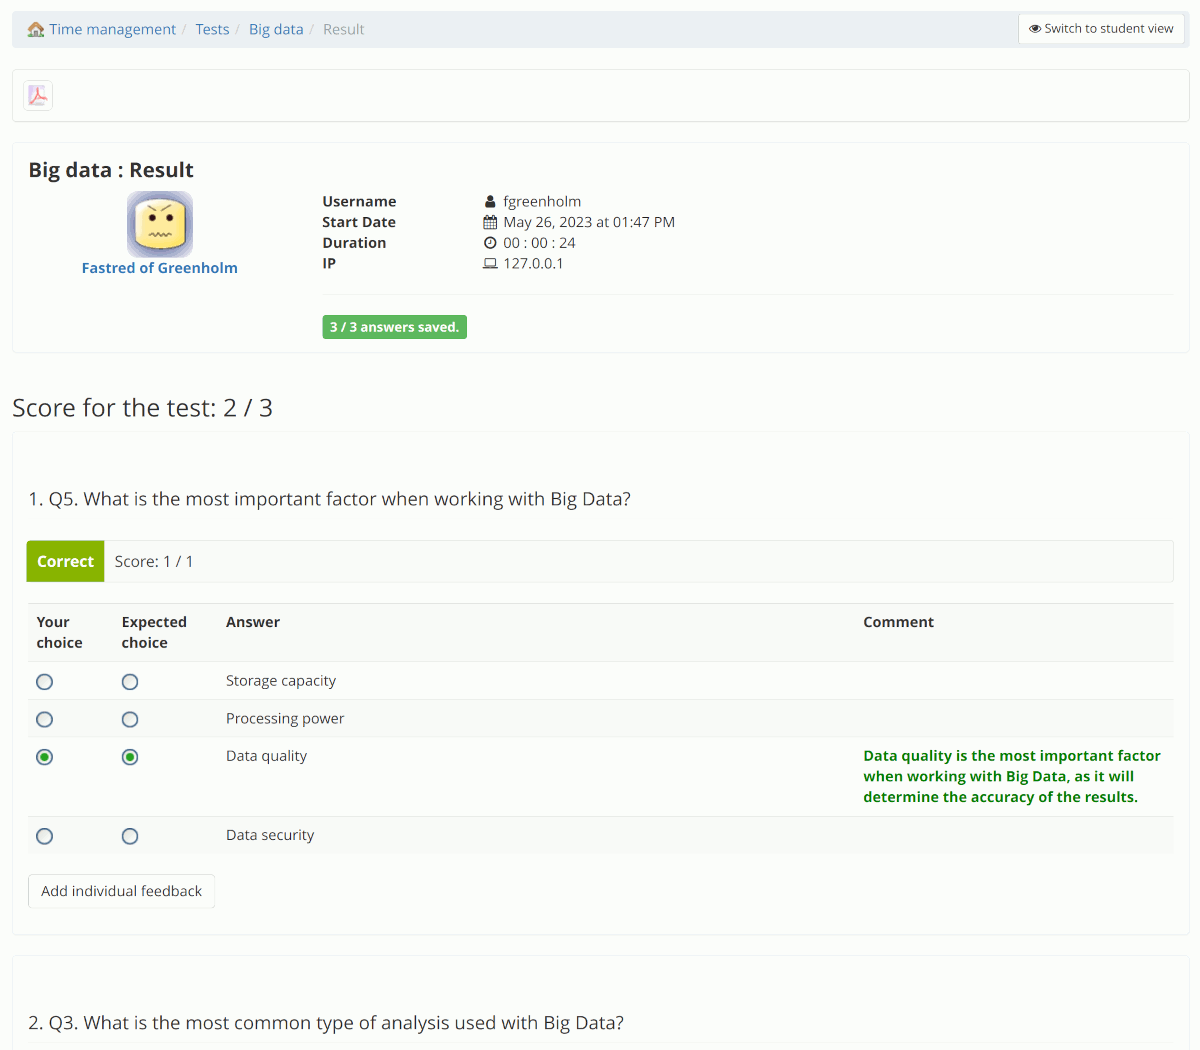 Time management / Tests / Big data / Result
Switch to student view
Big data : Result
Fastred of Greenholm
Username fgreenholm
Start Date May 26, 2023 at 01:47 PM
Duration 00 : 00 : 24
IP 127.0.0.1
3 / 3 answers saved.
Score for the test: 2 / 3
1. Q5. What is the most important factor when working with Big Data?
Correct Score: 1 / 1
Your choice Expected choice Answer Comment
Storage capacity
Processing power
Data quality
Data quality is the most important factor
when working with Big Data, as it will
determine the accuracy of the results.
Data security
Add individual feedback
2. Q3. What is the most common type of analysis used with Big Data?